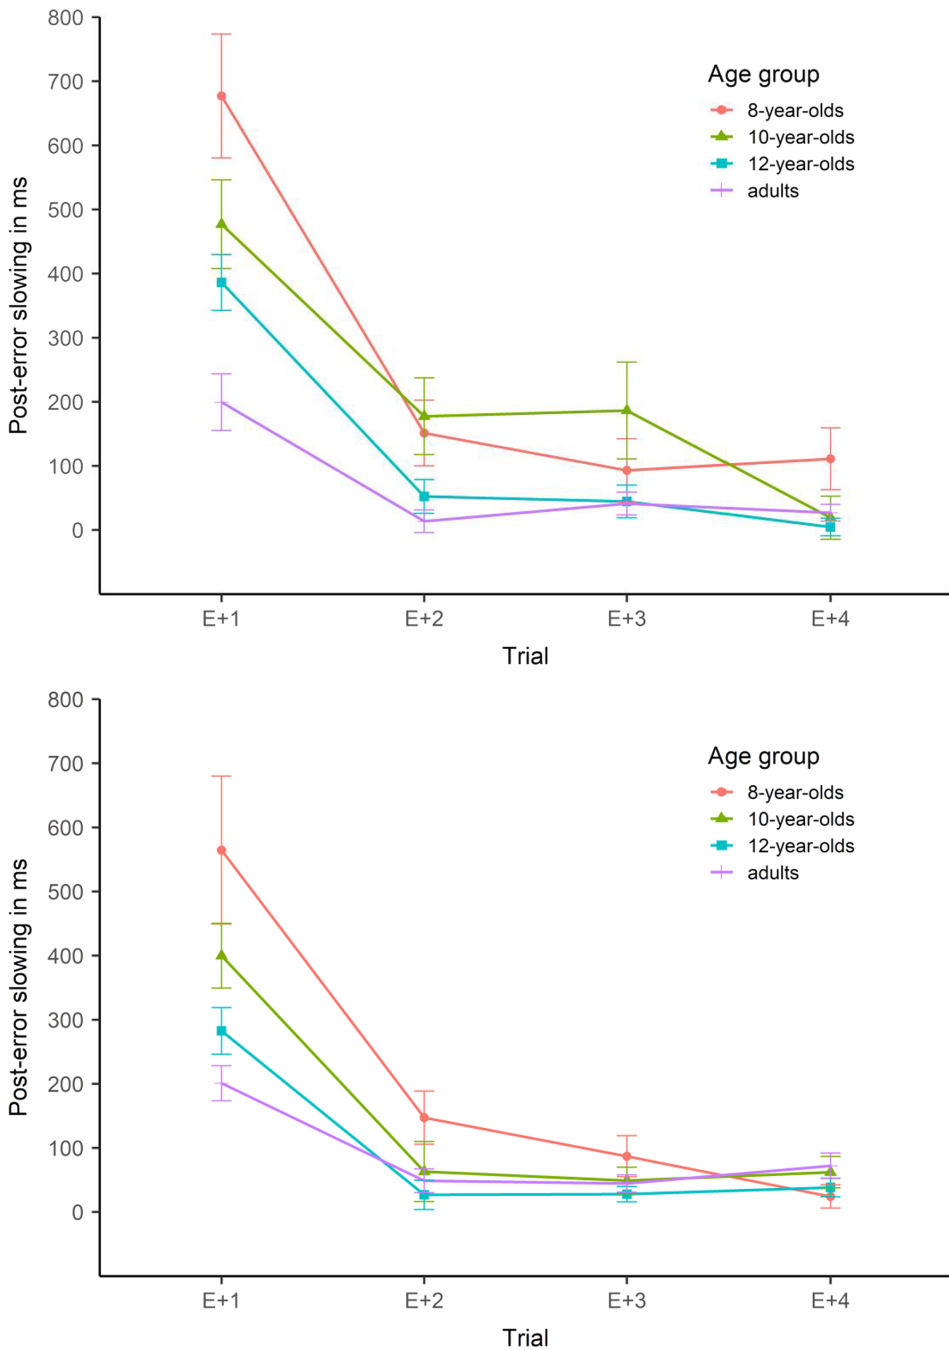 800
700
600
500
400
300
200
100
0
Post-error slowing in ms
Age group
8-year-olds
10-year-olds
12-year-olds
adults
E+1 E+2 E+3 E+4
Trial
800
700
600
500
400
300
200
100
0
Post-error slowing in ms
Age group
8-year-olds
10-year-olds
12-year-olds
adults
E+1 E+2 E+3 E+4
Trial